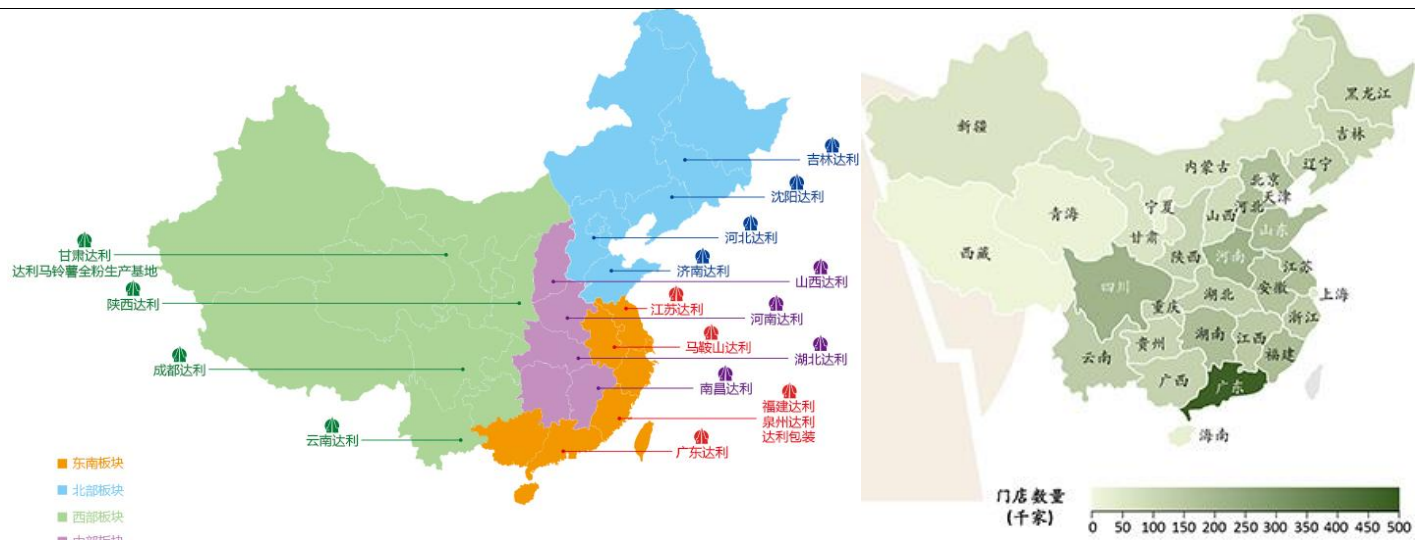 吉林达利
沈阳达利
河北达利
甘肃达利
达利马铃薯全粉生产基地
济南达利
山西达利
陕西达利
江苏达利
河南达利
马鞍山达利
湖北达利
成都达利
南昌达利
福建达利
泉州达利
达利包装
云南达利
广东达利
东南板块
北部板块
西部板块
中部板块
黑龙江
吉林
新疆
辽宁
内蒙古
北京
天津
宁夏
山西
河北
青海
山东
甘肃
西藏
陕西
河南
江苏
四川
安徽
上海
湖北
重庆
浙江
湖南
江西
贵州
福建
云南
广西
广东
海南
门店数量
(千家)
0 50 100 150 200 250 300 350 400 450 500